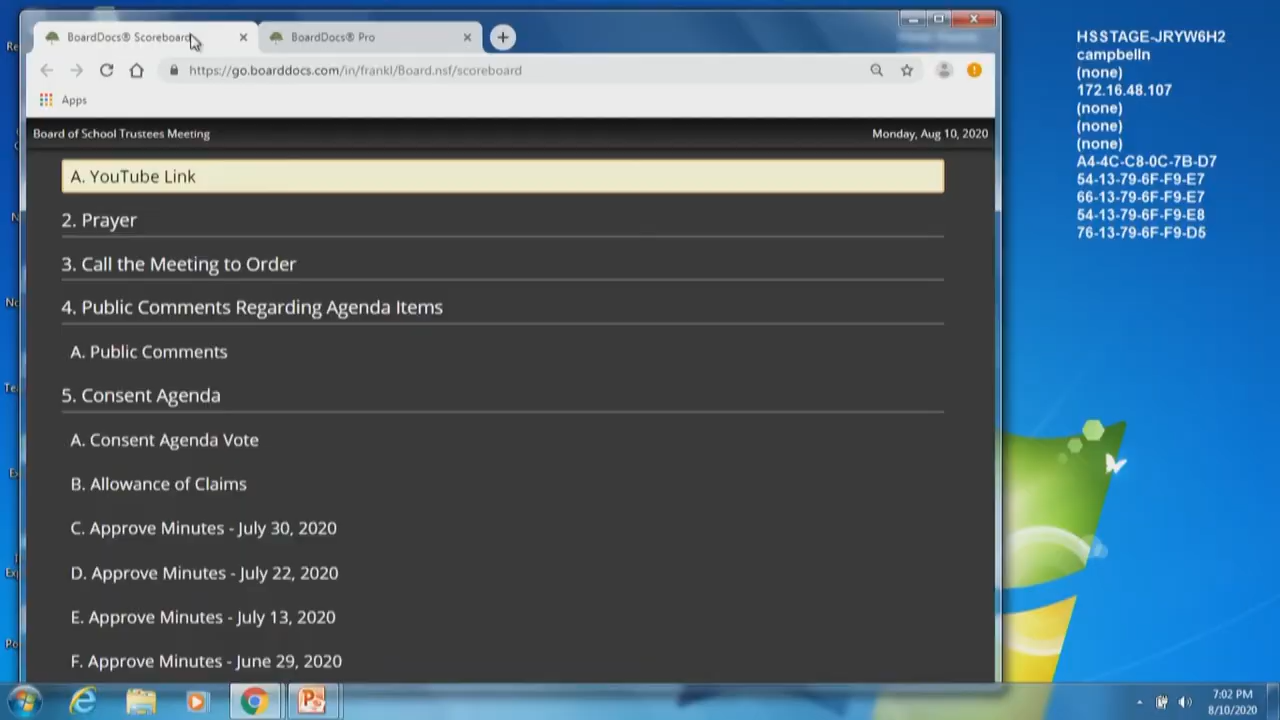 BoardDocs® Scoreboard
BoardDocs® Pro
https://go.boarddocs.com/in/frankl/Board.nsf/scoreboard
Apps
Board of School Trustees Meeting
Monday, Aug 10, 2020
A. YouTube Link
2. Prayer
3. Call the Meeting to Order
4. Public Comments Regarding Agenda Items
A. Public Comments
5. Consent Agenda
A. Consent Agenda Vote
B. Allowance of Claims
C. Approve Minutes - July 30, 2020
D. Approve Minutes - July 22, 2020
E. Approve Minutes - July 13, 2020
F. Approve Minutes - June 29, 2020
HSSTAGE-JRYW6H2
campbelln
(none)
172.16.48.107
(none)
(none)
(none)
A4-4C-C8-0C-7B-D7
54-13-79-6F-F9-E7
66-13-79-6F-F9-E7
54-13-79-6F-F9-E8
76-13-79-6F-F9-D5
7:02 PM
8/10/2020